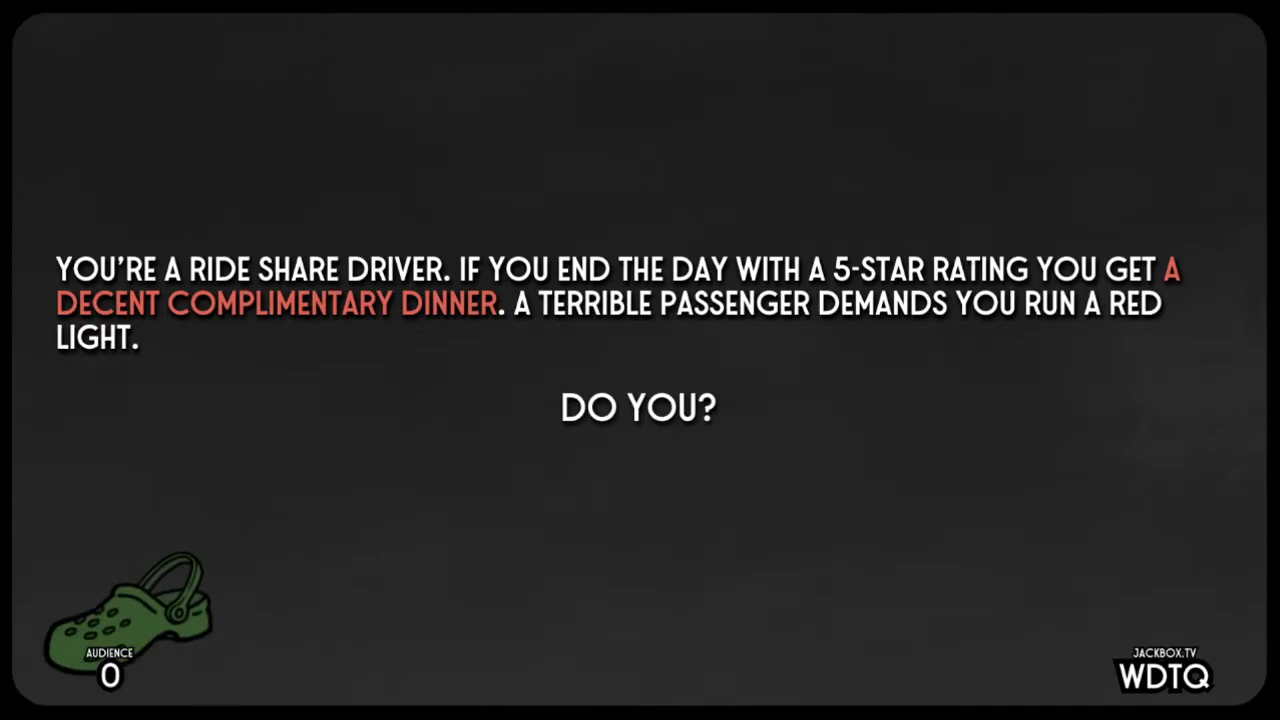 YOU'RE A RIDE SHARE DRIVER. IF YOU END THE DAY WITH A 5-STAR RATING YOU GET A
DECENT COMPLIMENTARY DINNER. A TERRIBLE PASSENGER DEMANDS YOU RUN A RED
LIGHT.
DO YOU?
AUDIENCE
0
JACKBOX.TV
WDTQ